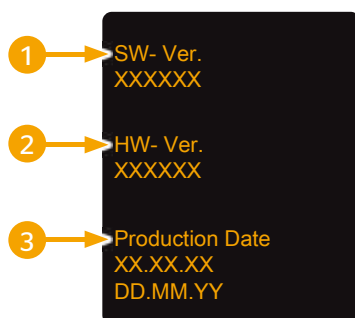 1 SW- Ver.
XXXXXX
2 HW- Ver.
XXXXXX
3 Production Date
XX.XX.XX
DD.MM.YY